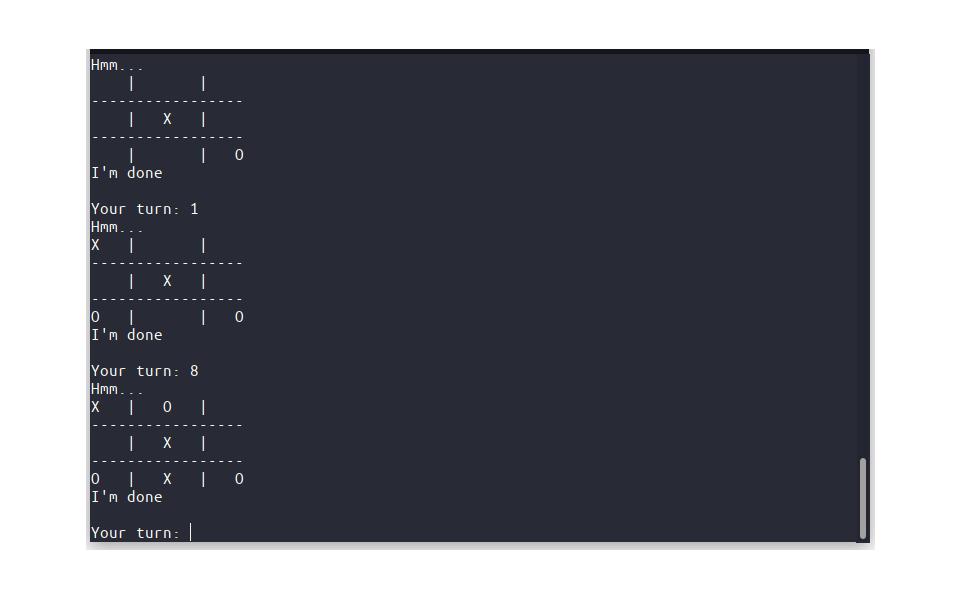 Hmm...
    |       |
-----------------
    |   X   |
-----------------
    |       |   O
I'm done
Your turn: 1
Hmm...
X   |       |
-----------------
    |   X   |
-----------------
O   |       |   O
I'm done
Your turn: 8
Hmm...
X   |   O   |
-----------------
    |   X   |
-----------------
O   |   X   |   O
I'm done
Your turn: